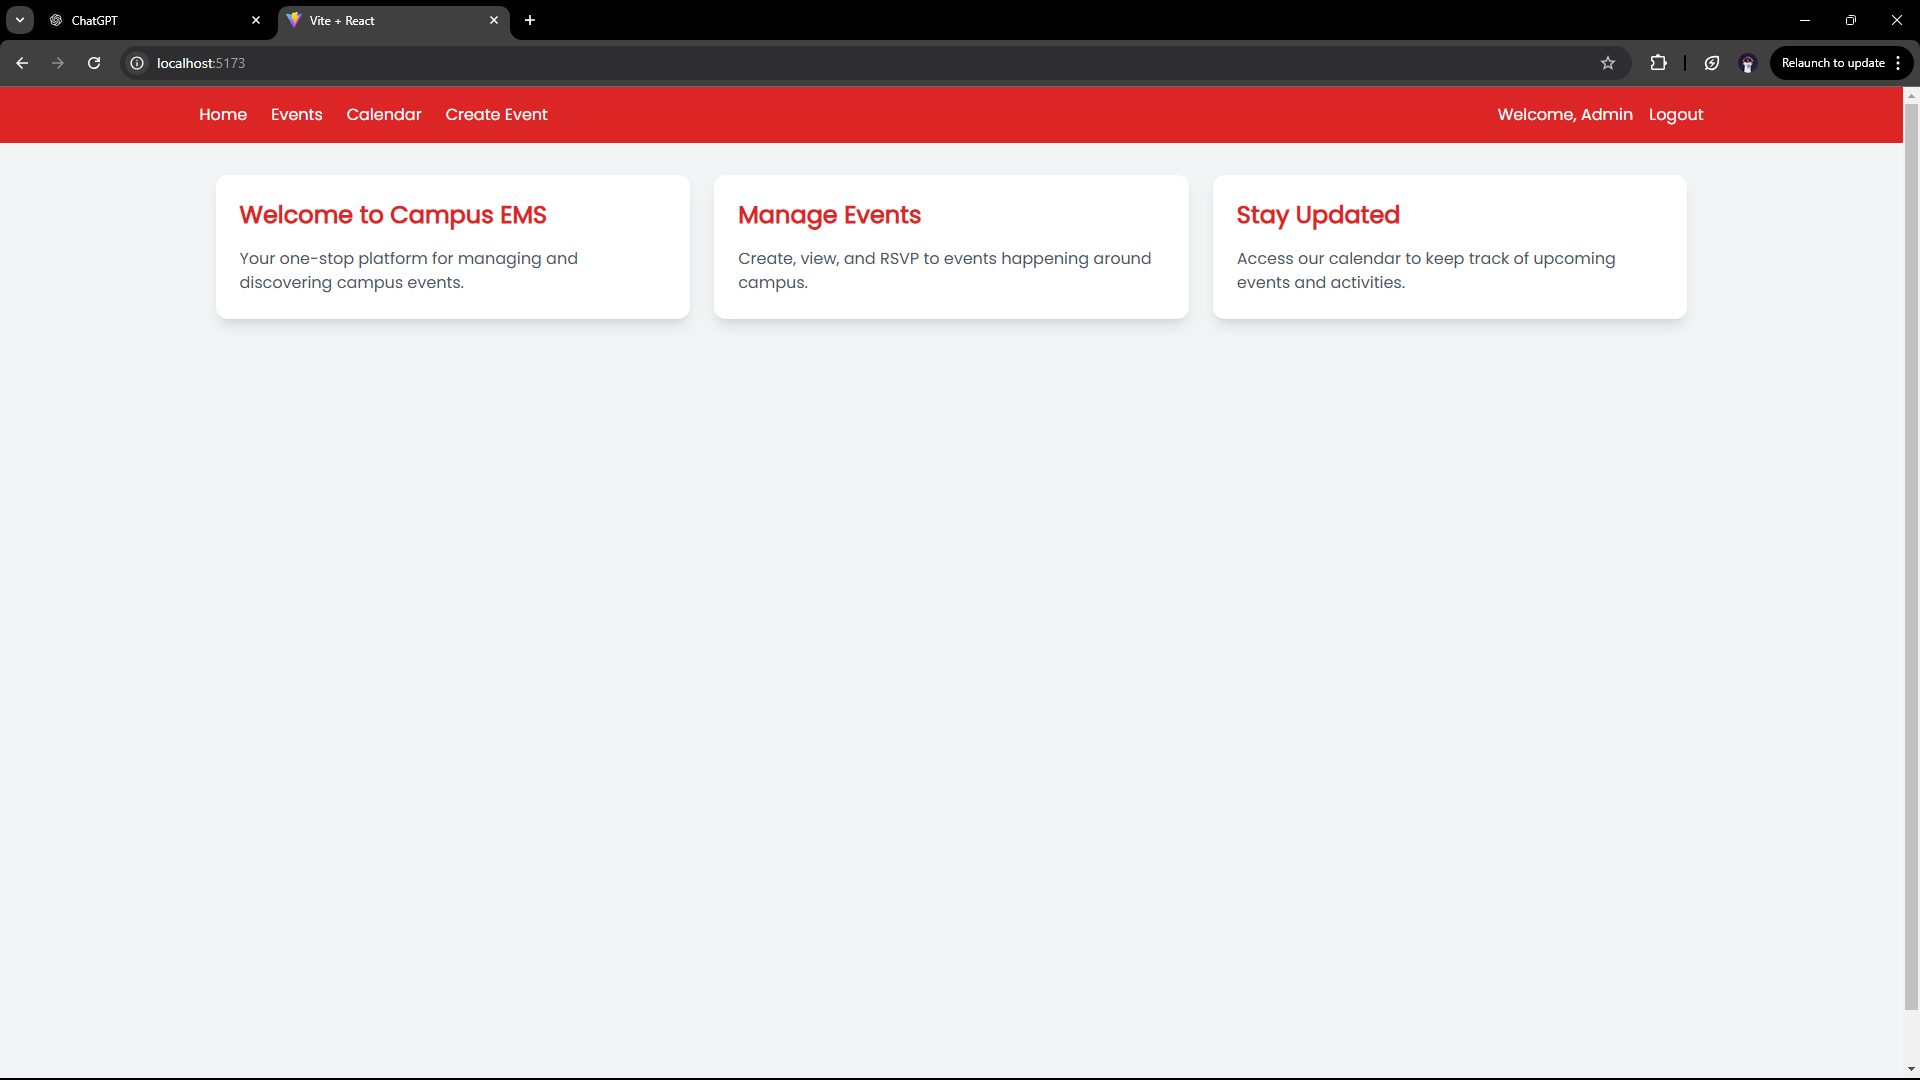 ChatGPT
Vite + React
localhost:5173
Relaunch to update
Home Events Calendar Create Event
Welcome, Admin Logout
Welcome to Campus EMS
Your one-stop platform for managing and
discovering campus events.
Manage Events
Create, view, and RSVP to events happening around
campus.
Stay Updated
Access our calendar to keep track of upcoming
events and activities.